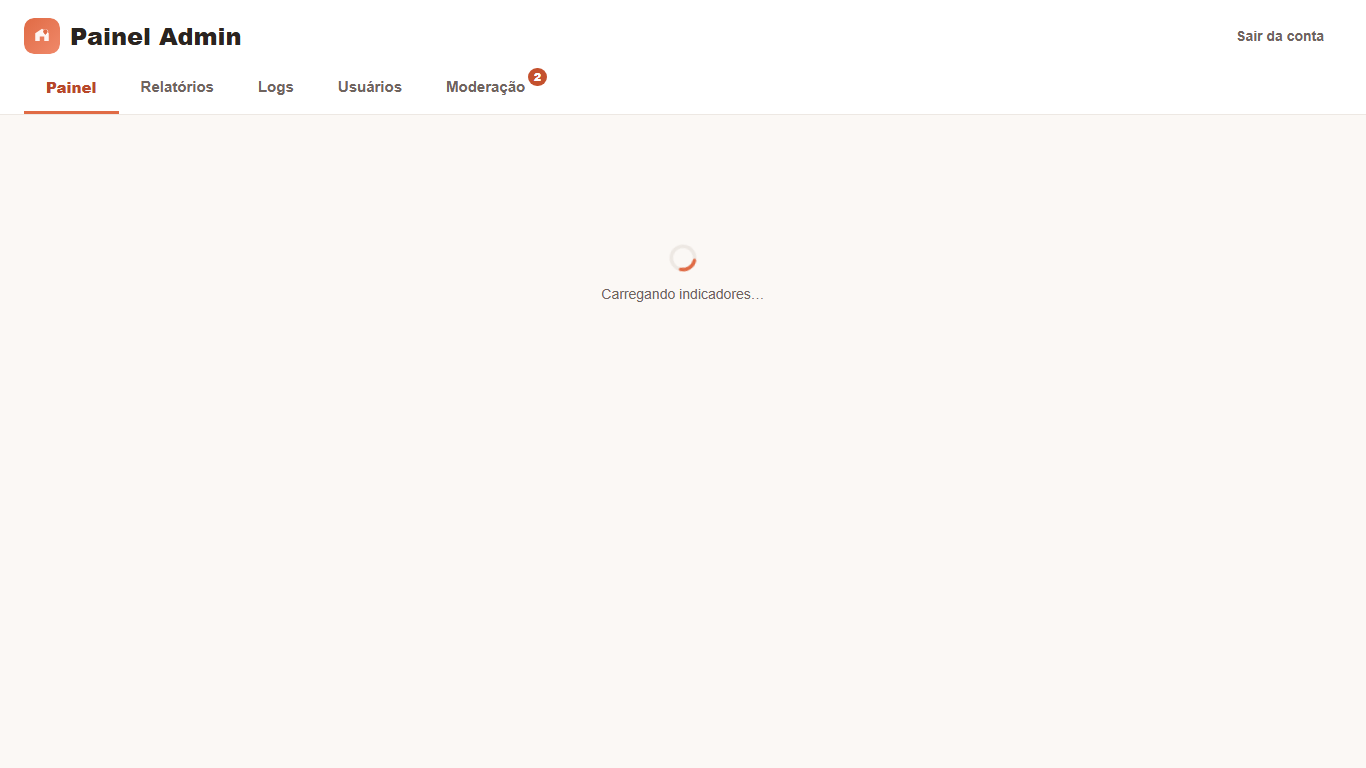 Painel Admin
Sair da conta
Painel
Relatórios
Logs
Usuários
Moderação
2
Carregando indicadores…